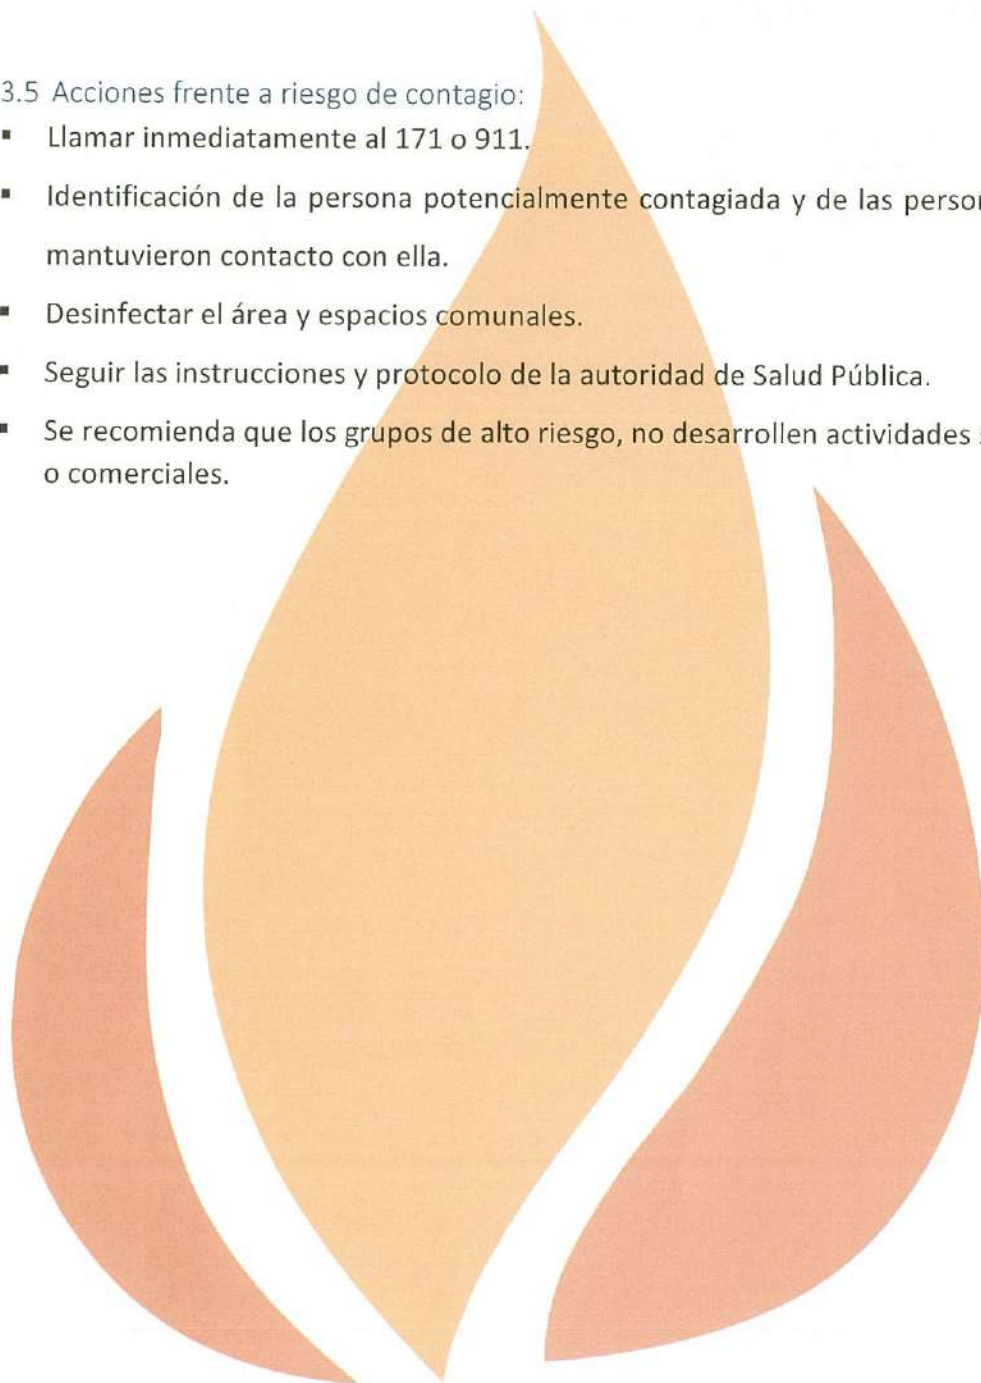 3.5 Acciones frente a riesgo de contagio:
▪ Llamar inmediatamente al 171 o 911.
▪ Identificación de la persona potencialmente contagiada y de las
mantuvieron contacto con ella.
▪ Desinfectar el área y espacios comunales.
▪ Seguir las instrucciones y protocolo de la autoridad de Salud Pública.
▪ Se recomienda que los grupos de alto riesgo, no desarrollen actividades
o comerciales.